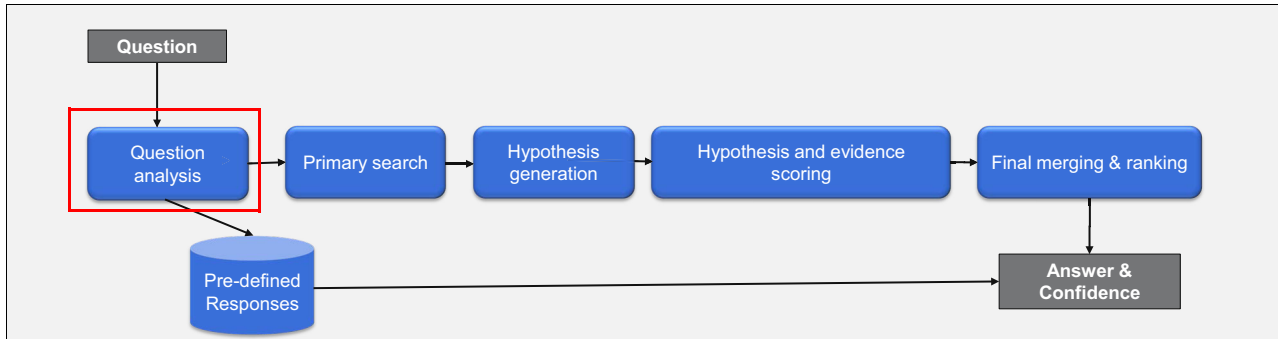 Question
Question
analysis
Primary search
Hypothesis
generation
Hypothesis and evidence
scoring
Final merging & ranking
Pre-defined
Responses
Answer &
Confidence